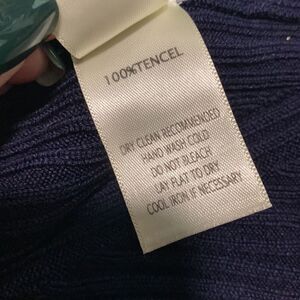 100%TENCEL
DRY CLEAN RECOMMENDED
HAND WASH COLD
DO NOT BLEACH
LAY FLAT TO DRY
COOL IRON IF NECESSARY